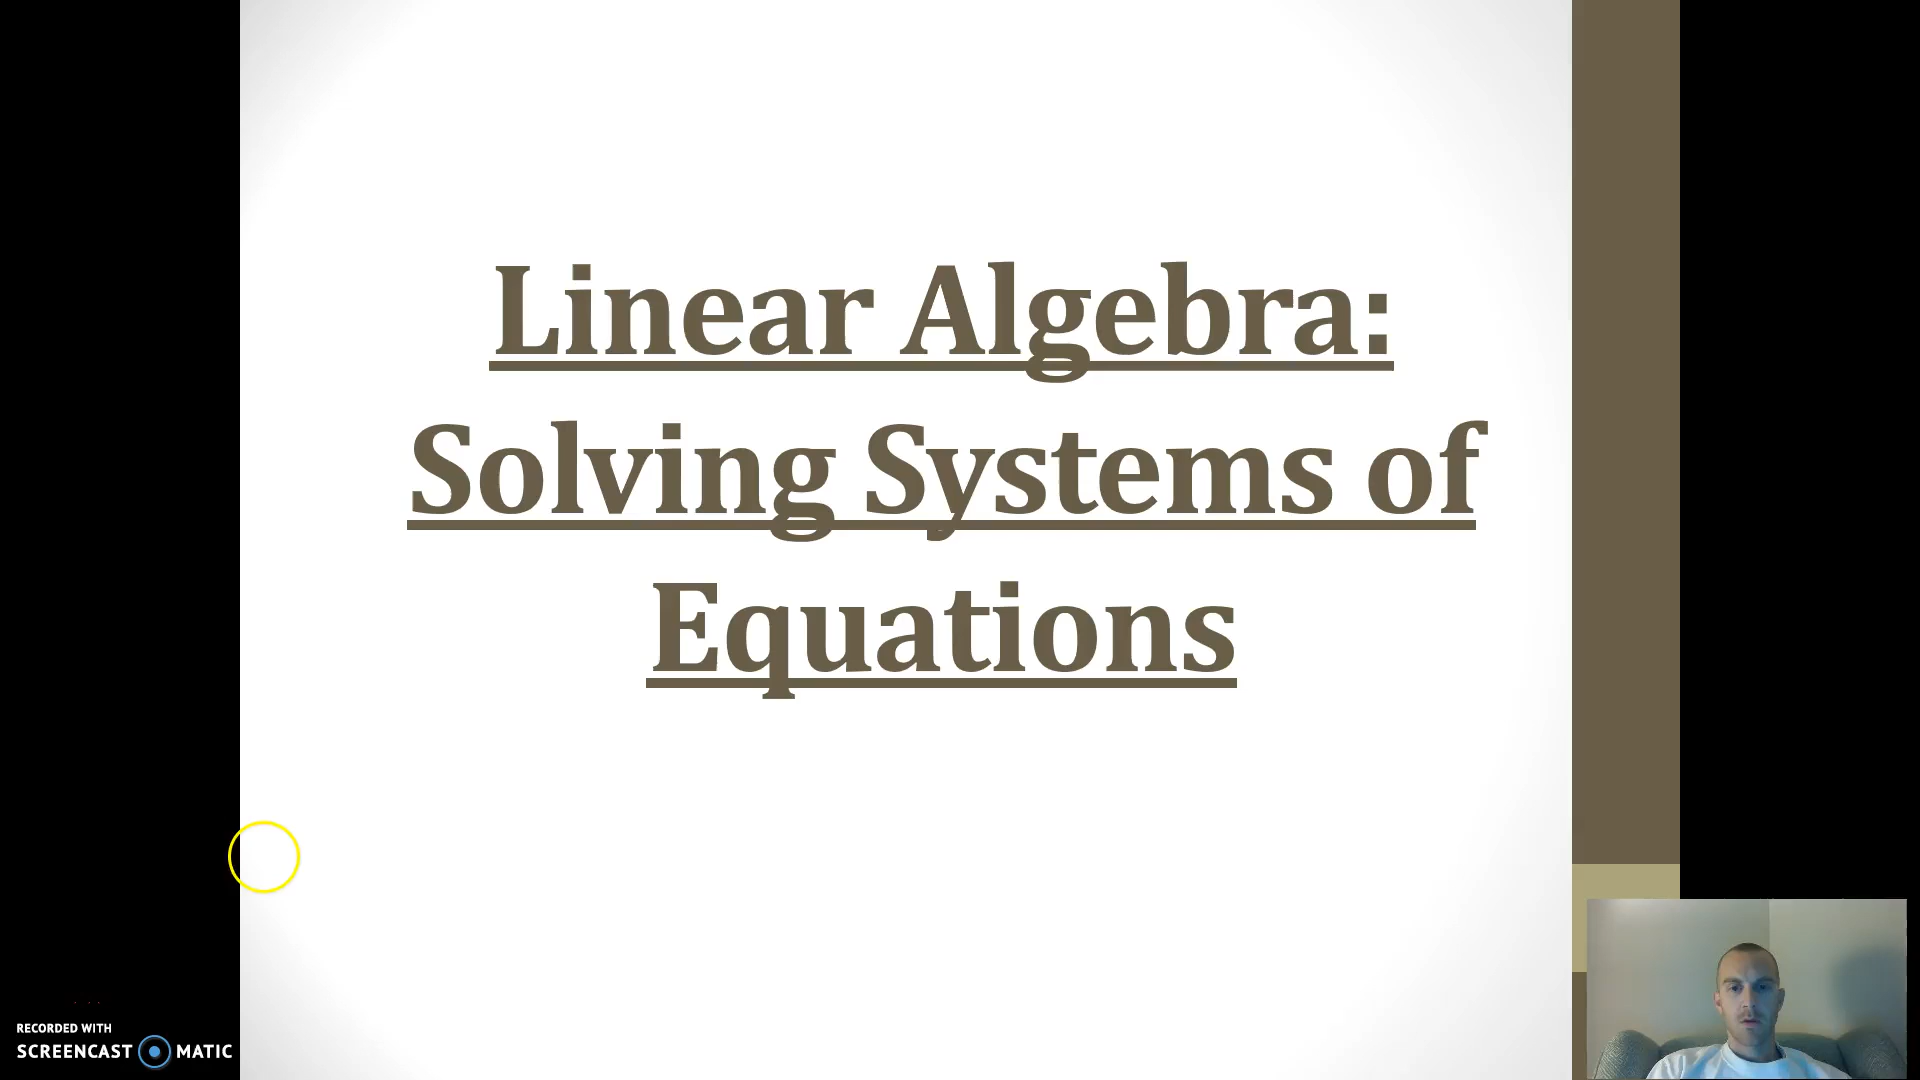 Linear Algebra:
Solving Systems of
Equations
RECORDED WITH
SCREENCAST MATIC